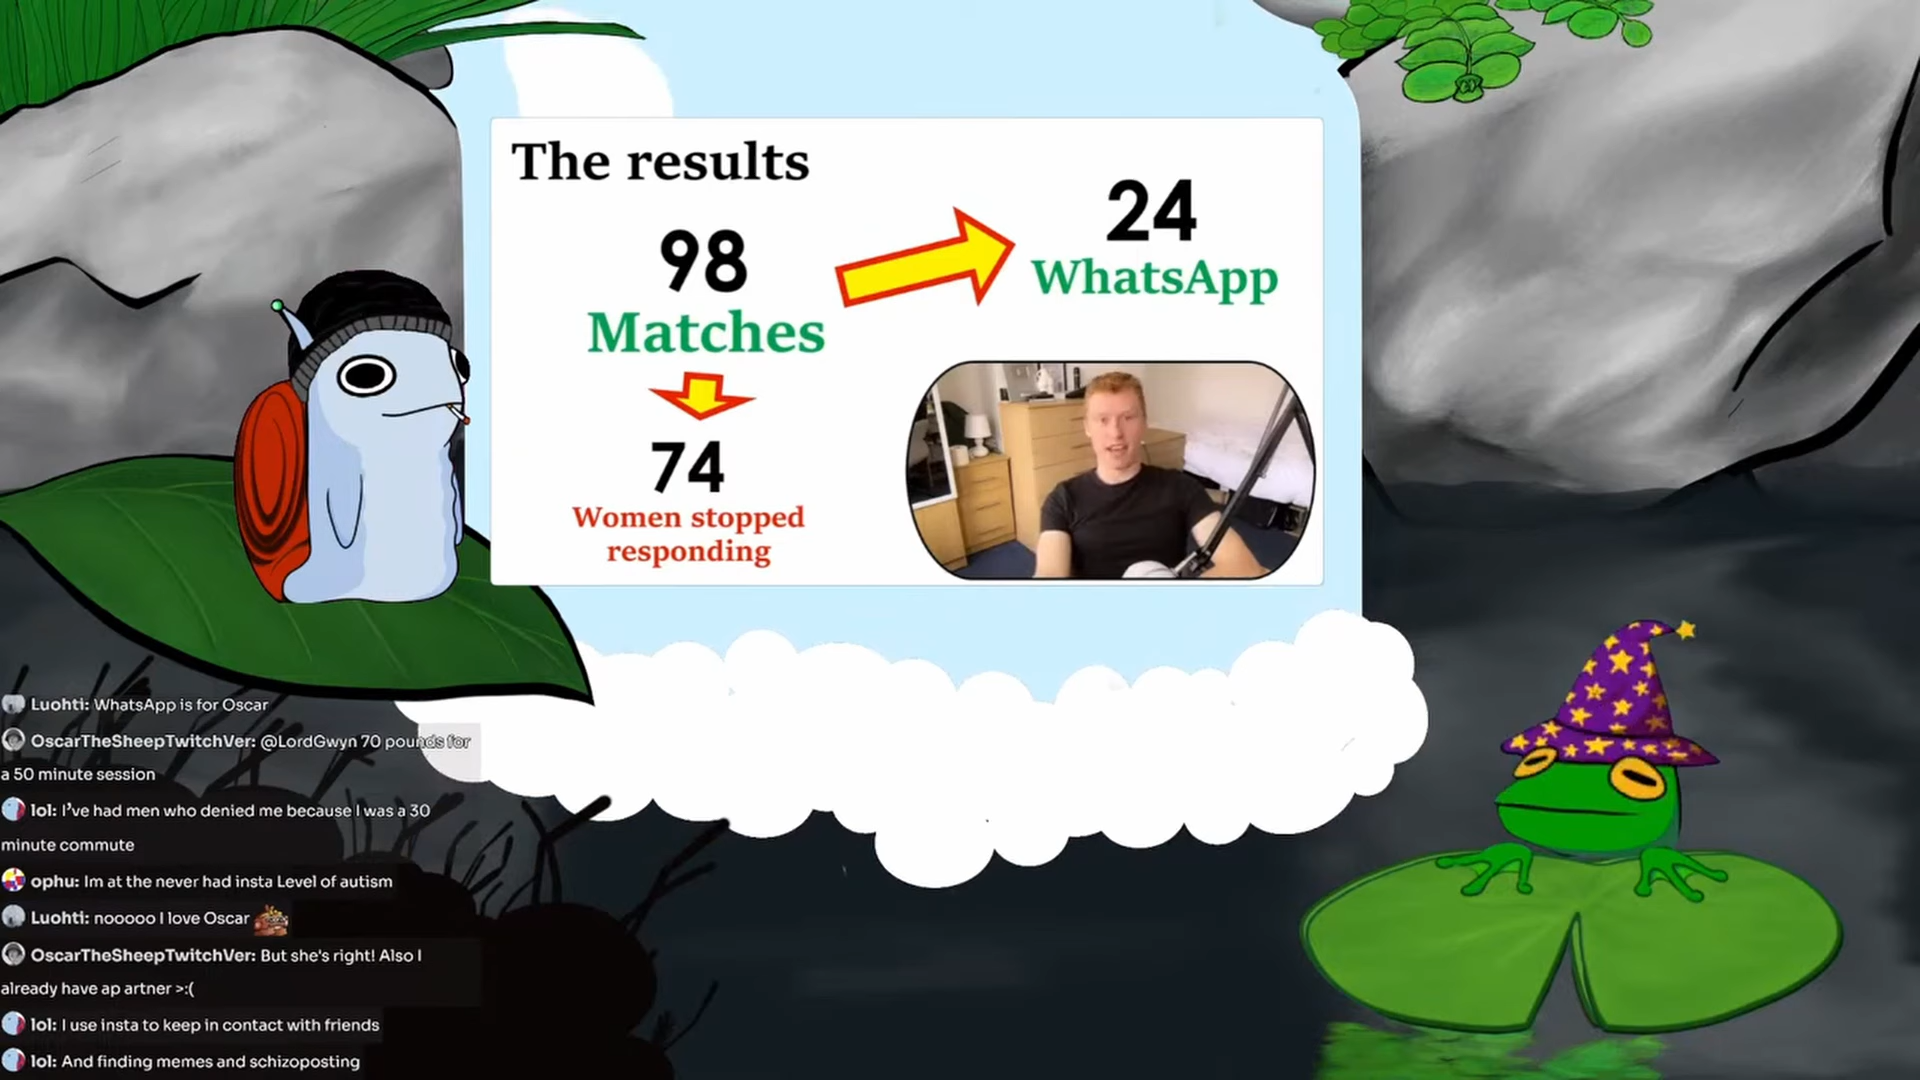 The results
98
Matches
24
WhatsApp
74
Women stopped
responding
Luohti: WhatsApp is for Oscar
OscarTheSheepTwitchVer: @LordGwyn 70 pounds for
a 50 minute session
lol: I've had men who denied me because I was a 30
minute commute
ophu: Im at the never had insta Level of autism
Luohti: nooooo I love Oscar
OscarTheSheepTwitchVer: But she's right! Also I
already have ap artner >:(
lol: I use insta to keep in contact with friends
lol: And finding memes and schizoposting